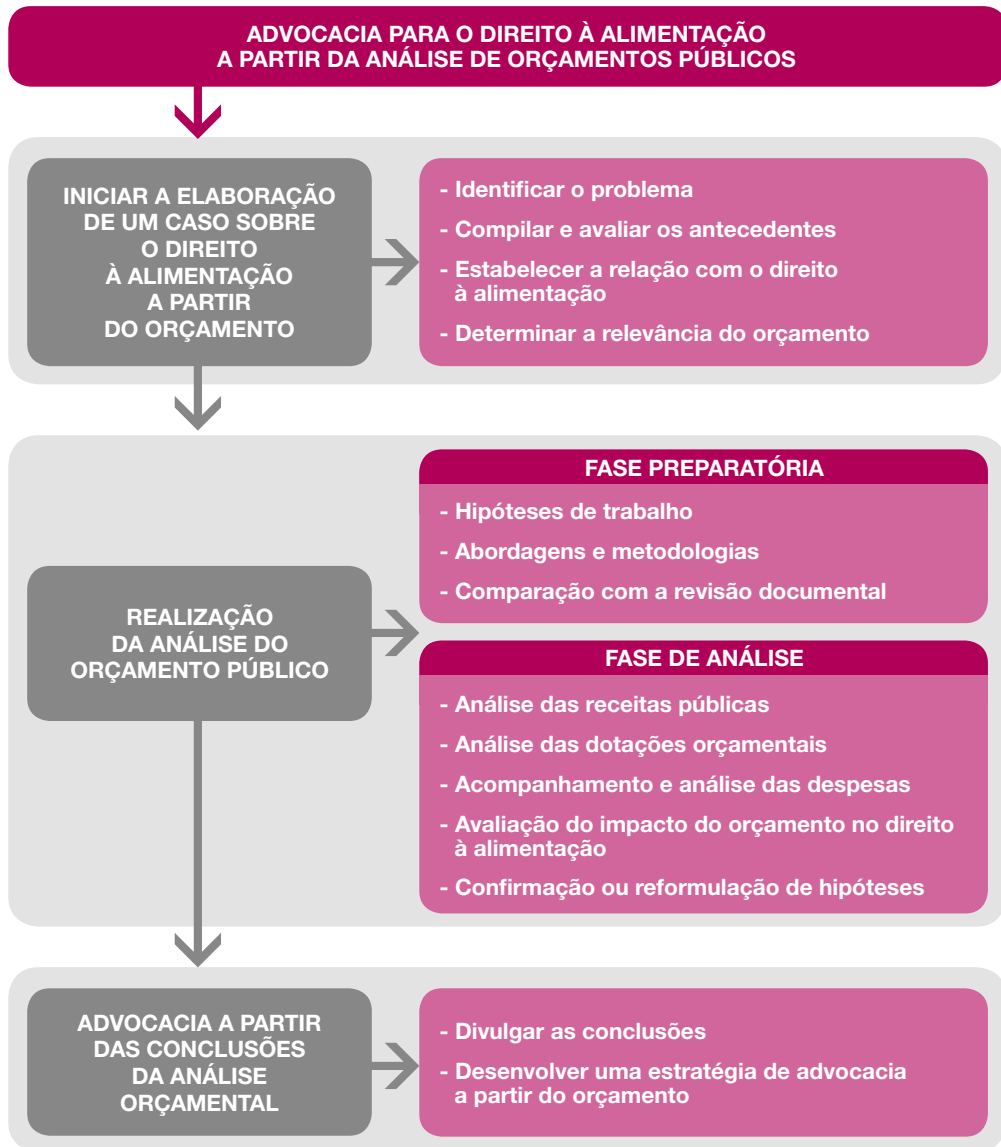 ADVOCACIA PARA O DIREITO À ALIMENTAÇÃO
A PARTIR DA ANÁLISE DE ORÇAMENTOS PÚBLICOS
INICIAR A ELABORAÇÃO
DE UM CASO SOBRE
O DIREITO
À ALIMENTAÇÃO
A PARTIR
DO ORÇAMENTO
- Identificar o problema
- Compilar e avaliar os antecedentes
- Estabelecer a relação com o direito
à alimentação
- Determinar a relevância do orçamento
REALIZAÇÃO
DA ANÁLISE DO
ORÇAMENTO PÚBLICO
FASE PREPARATÓRIA
- Hipóteses de trabalho
- Abordagens e metodologias
- Comparação com a revisão documental
FASE DE ANÁLISE
- Análise das receitas públicas
- Análise das dotações orçamentais
- Acompanhamento e análise das despesas
- Avaliação do impacto do orçamento no direito
à alimentação
- Confirmação ou reformulação de hipóteses
ADVOCACIA A PARTIR
DAS CONCLUSÕES
DA ANÁLISE
ORÇAMENTAL
- Divulgar as conclusões
- Desenvolver uma estratégia de advocacia
a partir do orçamento